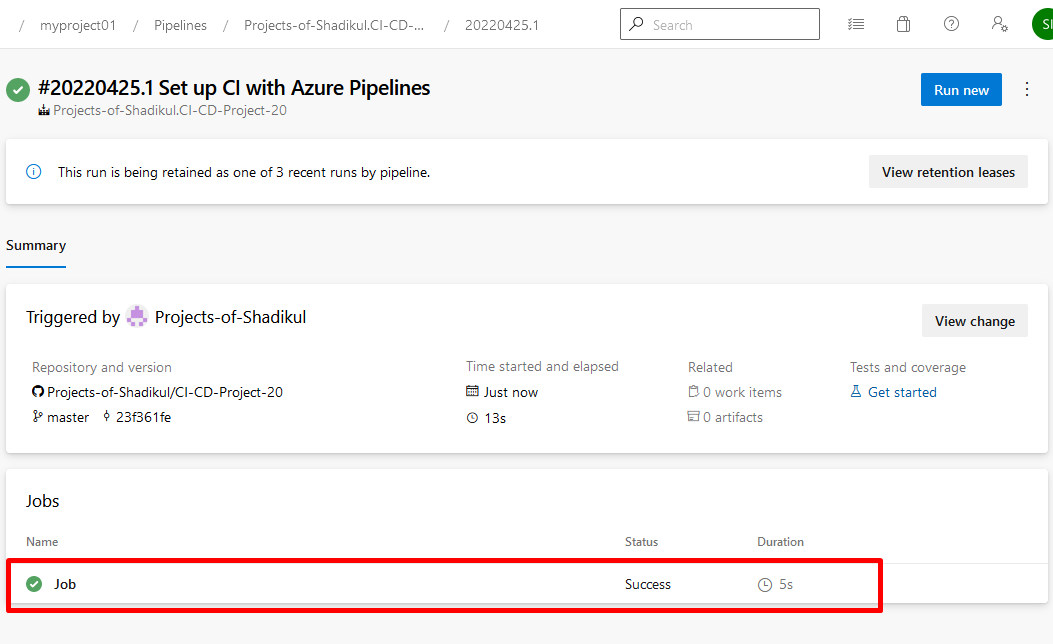 / myproject01 / Pipelines / Projects-of-Shadikul.CI-CD-... / 20220425.1
Search
SI
#20220425.1 Set up CI with Azure Pipelines
Run new
Projects-of-Shadikul.CI-CD-Project-20
This run is being retained as one of 3 recent runs by pipeline.
View retention leases
Summary
Triggered by Projects-of-Shadikul
View change
Repository and version
Projects-of-Shadikul/CI-CD-Project-20
master 23f361fe
Time started and elapsed
Just now
13s
Related
0 work items
0 artifacts
Tests and coverage
Get started
Jobs
Name Status Duration
Job Success 5s